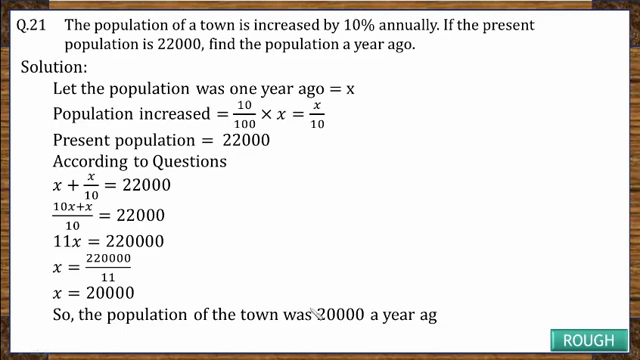 Q.21 The population of a town is increased by 10% annually. If the present
population is 22000, find the population a year ago.
Solution:
Let the population was one year ago = x
Population increased = 10/100 × x = x/10
Present population = 22000
According to Questions
x + x/10 = 22000
10x+x/10 = 22000
11x = 220000
x = 220000/11
x = 20000
So, the population of the town was 20000 a year ag
ROUGH